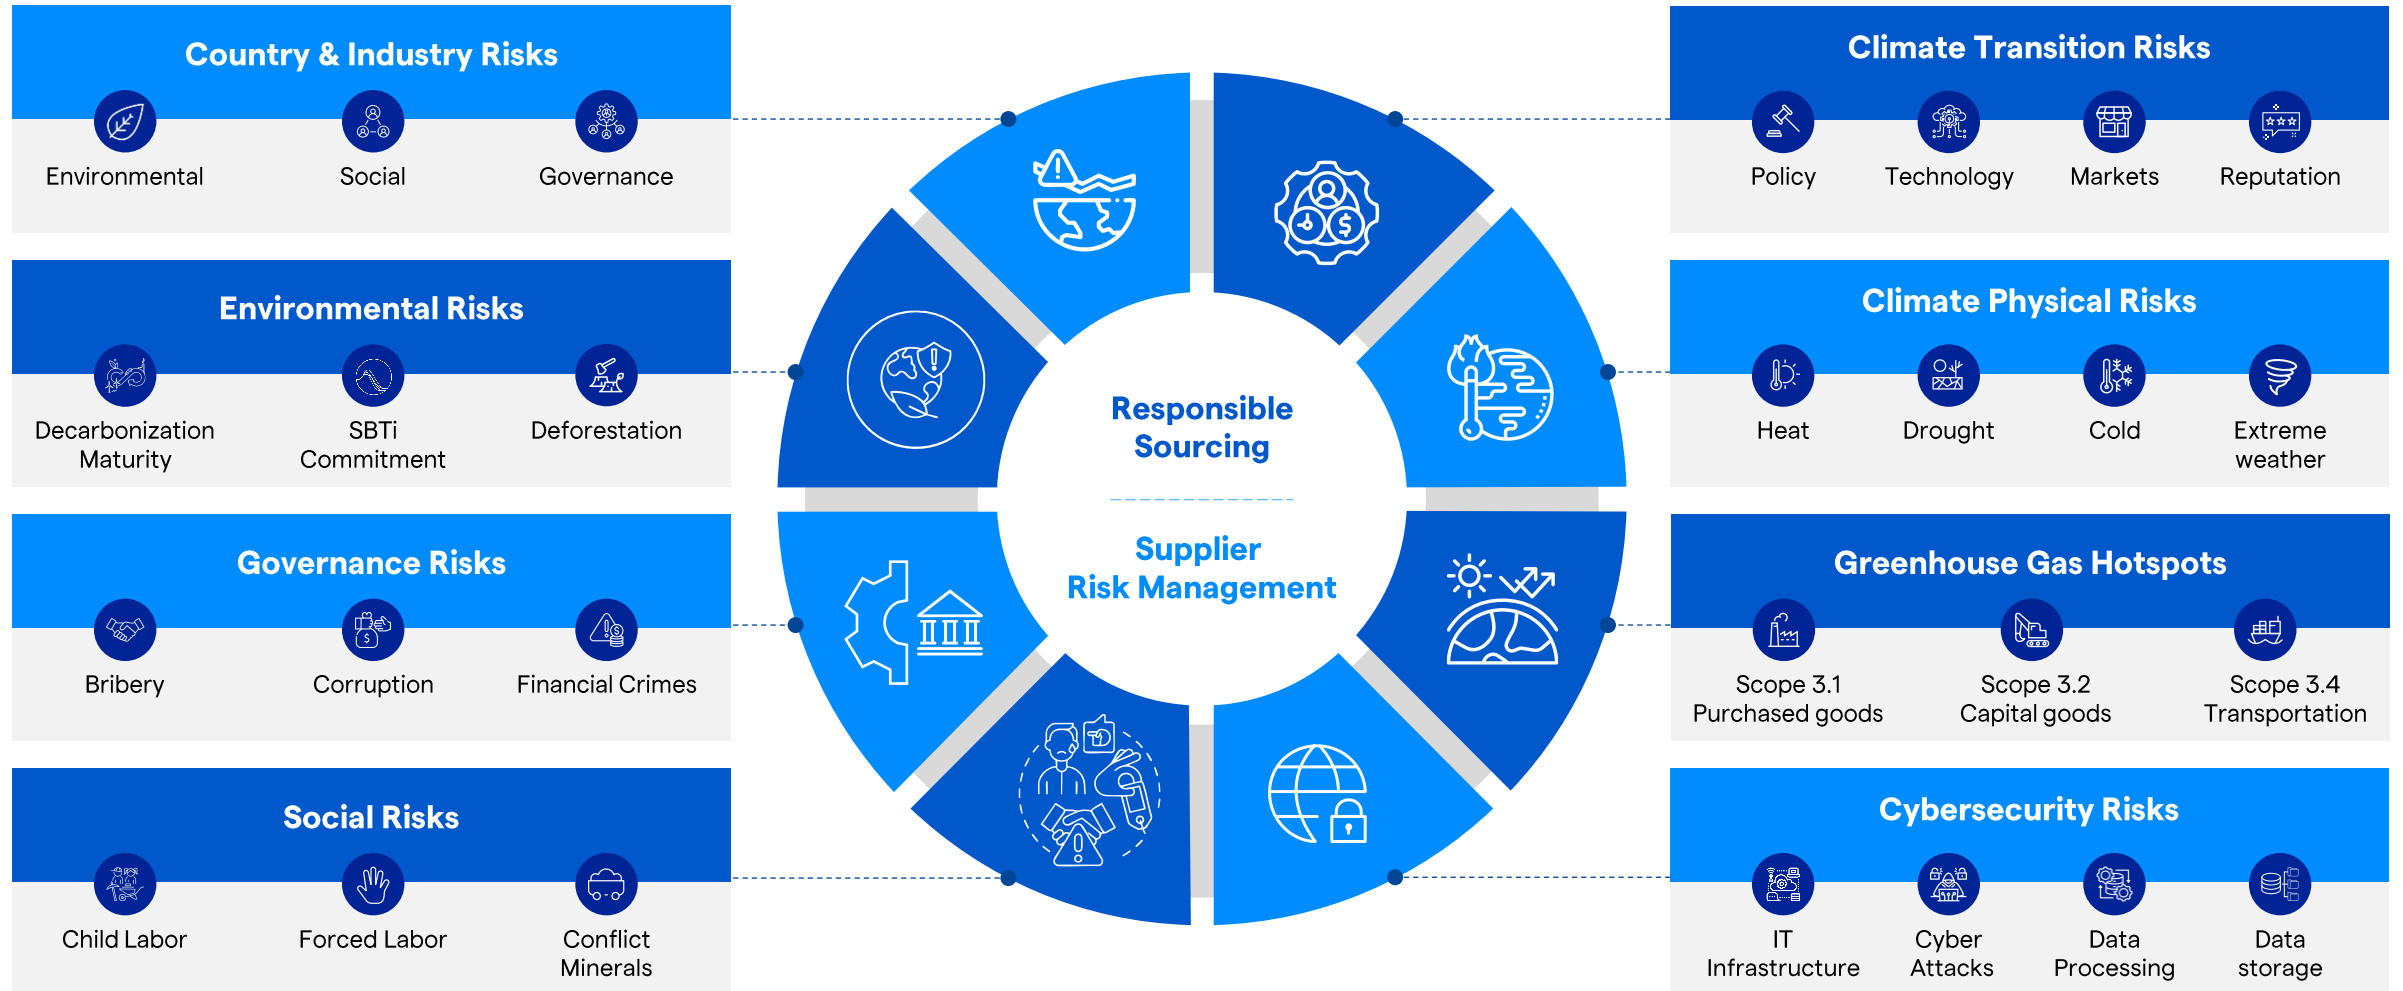 Country & Industry Risks
Environmental
Social
Governance
Environmental Risks
Decarbonization
Maturity
SBTi
Commitment
Deforestation
Governance Risks
Bribery
Corruption
Financial Crimes
Social Risks
Child Labor
Forced Labor
Conflict
Minerals
Responsible
Sourcing
Supplier
Risk Management
Climate Transition Risks
Policy
Technology
Markets
Reputation
Climate Physical Risks
Heat
Drought
Cold
Extreme
weather
Greenhouse Gas Hotspots
Scope 3.1
Purchased goods
Scope 3.2
Capital goods
Scope 3.4
Transportation
Cybersecurity Risks
IT
Infrastructure
Cyber
Attacks
Data
Processing
Data
storage